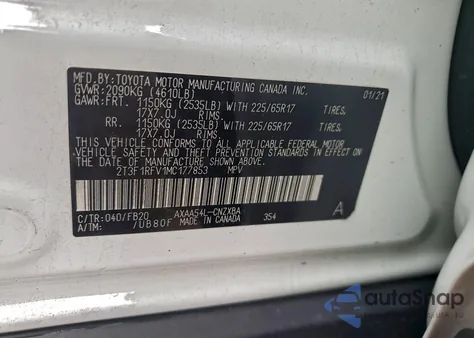 MFD.BY:TOYOTA MOTOR MANUFACTURING CANADA INC.
GVWR: 2090KG (4610LB) 01/21
GAWR:FRT. 1150KG (2535LB) WITH 225/65R17 TIRES.
17X7.0J RIMS.
RR. 1150KG (2535LB) WITH 225/65R17 TIRES.
17X7.0J RIMS.
THIS VEHICLE CONFORMS TO ALL APPLICABLE FEDERAL MOTOR
VEHICLE SAFETY AND THEFT PREVENTION STANDARDS IN EFFECT ON
THE DATE OF MANUFACTURE SHOWN ABOVE.
2T3F1RFV1MC177853 MPV
C/TR:040/FB20 AXAA54L-CNZXBA 354 A
A/TM: /UB80F MADE IN CANADA
autoSnap